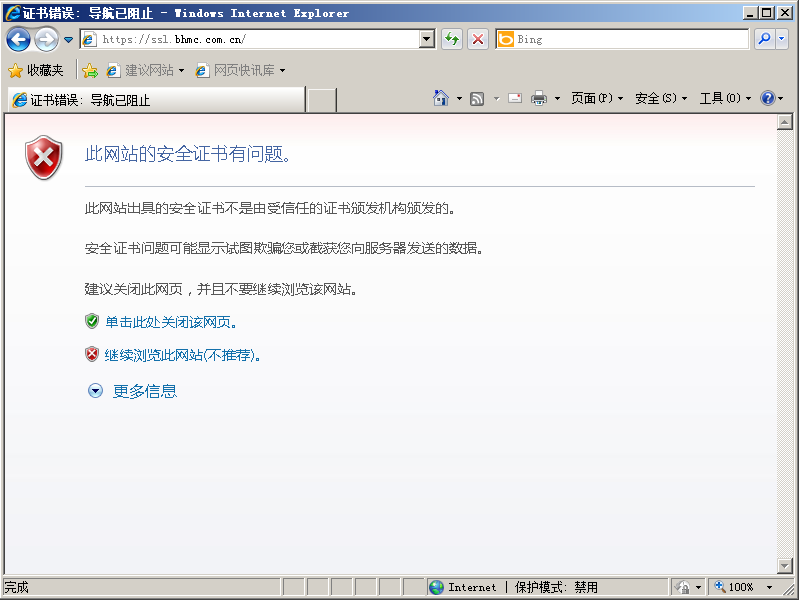 证书错误: 导航已阻止 - Windows Internet Explorer
https://ssl.bhmc.com.cn/
Bing
收藏夹
建议网站
网页快讯库
证书错误: 导航已阻止
页面(P)
安全(S)
工具(O)
此网站的安全证书有问题。
此网站出具的安全证书不是由受信任的证书颁发机构颁发的。
安全证书问题可能显示试图欺骗您或截获您向服务器发送的数据。
建议关闭此网页，并且不要继续浏览该网站。
单击此处关闭该网页。
继续浏览此网站(不推荐)。
更多信息
完成
Internet | 保护模式: 禁用
100%